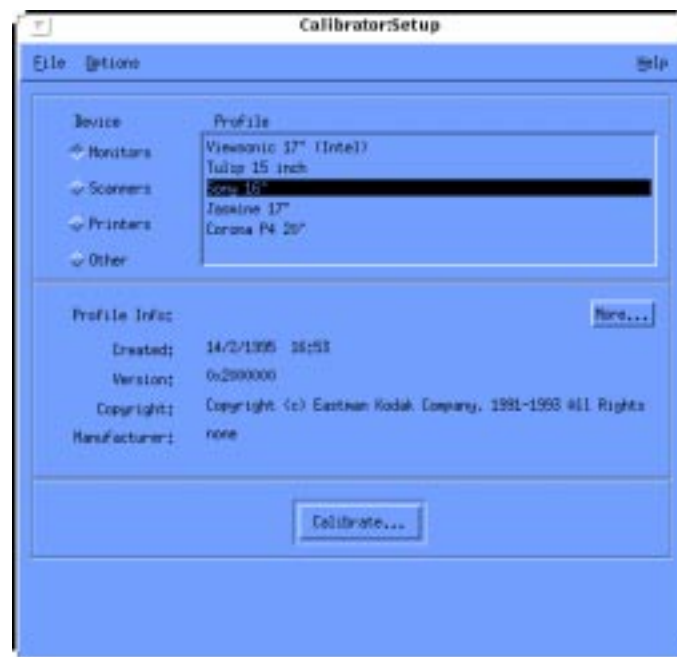 Calibrator:Setup
File Options Help
Device Profile
Monitors
Scanners
Printers
Other
Viewsonic 17" (Intel)
Tulip 15 inch
Sony 16"
Jasmine 17"
Corona P4 20"
Profile Info: More...
Created: 14/2/1995 16:53
Version: 0x2000000
Copyright: Copyright (c) Eastman Kodak Company, 1991-1993 All Rights
Manufacturer: none
Calibrate...